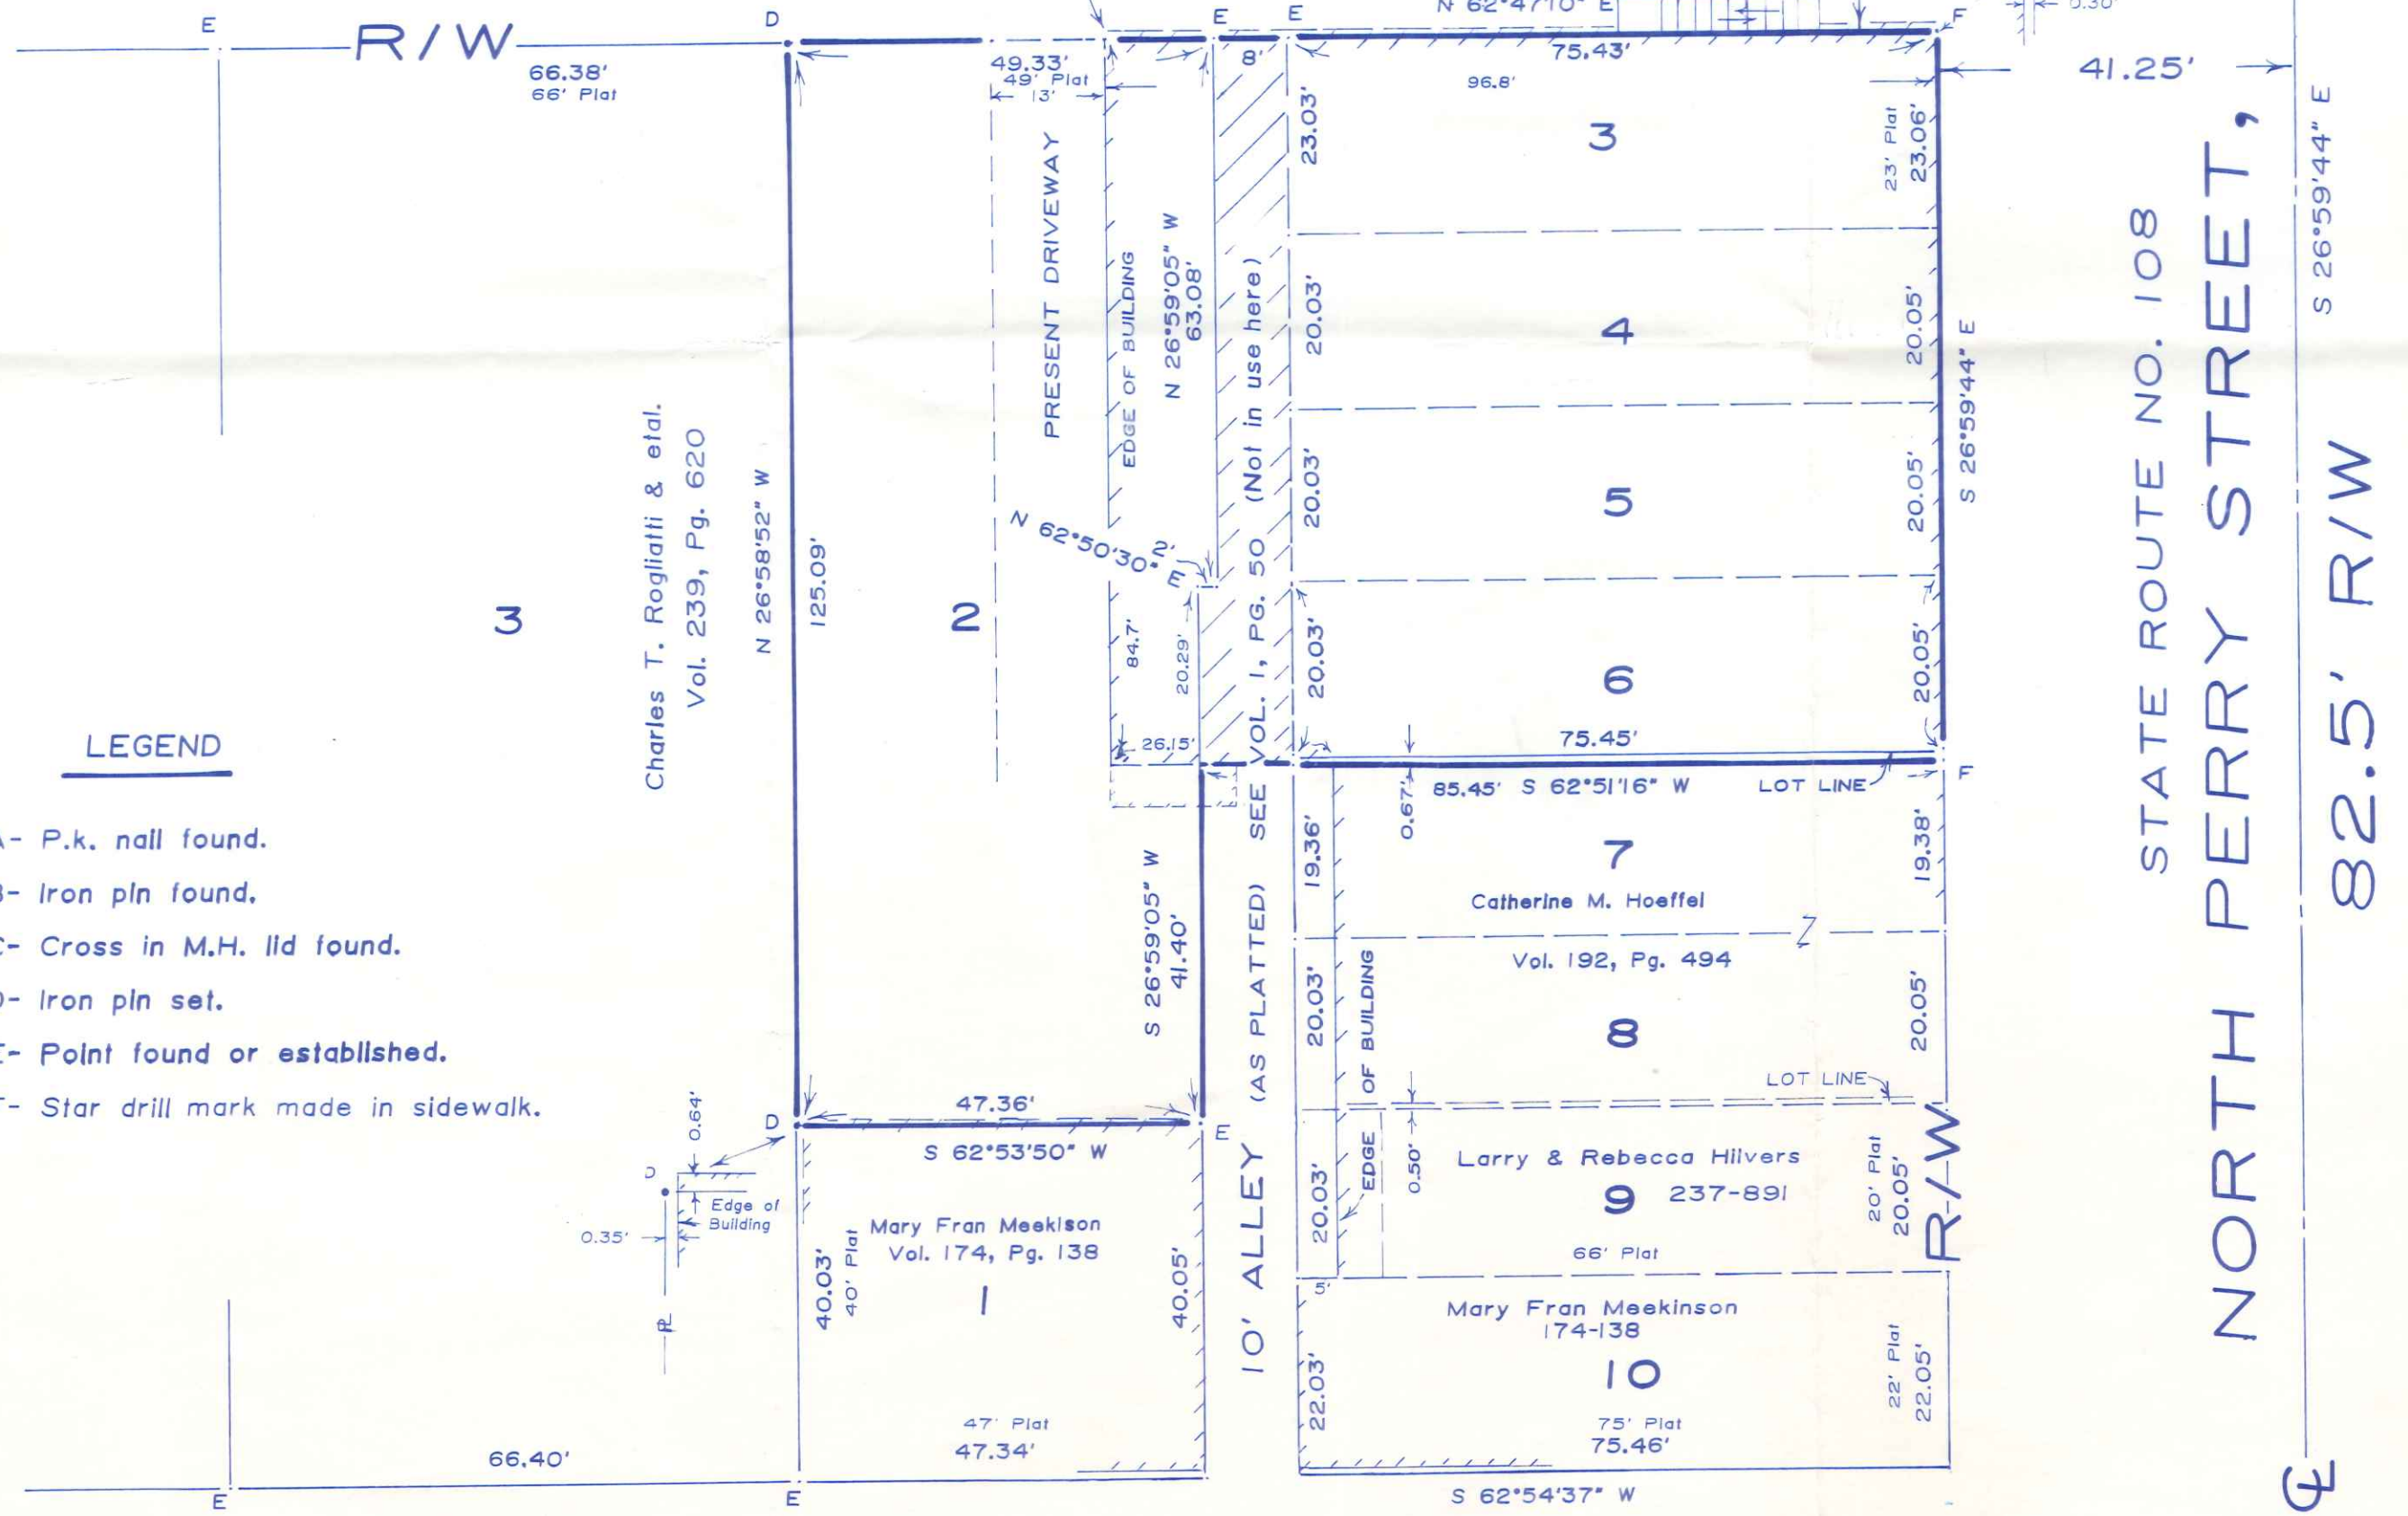 E
R/W
D
E
E
N 62°47'10" E
F
0.30'
66.38'
66' Plat
49.33'
49' Plat
13'
8'
75.43'
96.8'
41.25'
23.03'
3
23' Plat
23.06'
S 26°59'44" E
PRESENT DRIVEWAY
EDGE OF BUILDING
N 26°59'05" W
63.08'
(Not in use here)
20.03'
4
20.05'
S 26°59'44" E
STATE ROUTE NO. 108
NORTH PERRY STREET,
82.5' R/W
Charles T. Rogliatti & etal.
Vol. 239, Pg. 620
N 26°58'52" W
125.09'
N 62°50'30" E
2'
20.03'
5
20.05'
3
2
84.7'
20.29'
20.03'
6
20.05'
26.15'
75.45'
SEE VOL. 1, PG. 50
0.67'
85.45' S 62°51'16" W
LOT LINE
F
LEGEND
A- P.k. nail found.
B- Iron pin found.
C- Cross in M.H. lid found.
D- Iron pin set.
E- Point found or established.
F- Star drill mark made in sidewalk.
19.36'
7
19.38'
Catherine M. Hoeffel
Z
Vol. 192, Pg. 494
S 26°59'05" W
41.40'
20.03'
8
20.05'
EDGE OF BUILDING
LOT LINE
10' ALLEY (AS PLATTED)
D
47.36'
E
S 62°53'50" W
0.64'
D
Edge of
Building
0.35'
PL
Mary Fran Meekison
Vol. 174, Pg. 138
1
40.03'
40' Plat
40.05'
20.03'
0.50'
Larry & Rebecca Hilvers
9 237-891
66' Plat
20' Plat
20.05'
R/W
5'
Mary Fran Meekinson
174-138
10
22.03'
22' Plat
22.05'
47' Plat
47.34'
75' Plat
75.46'
66.40'
E
E
S 62°54'37" W
CL